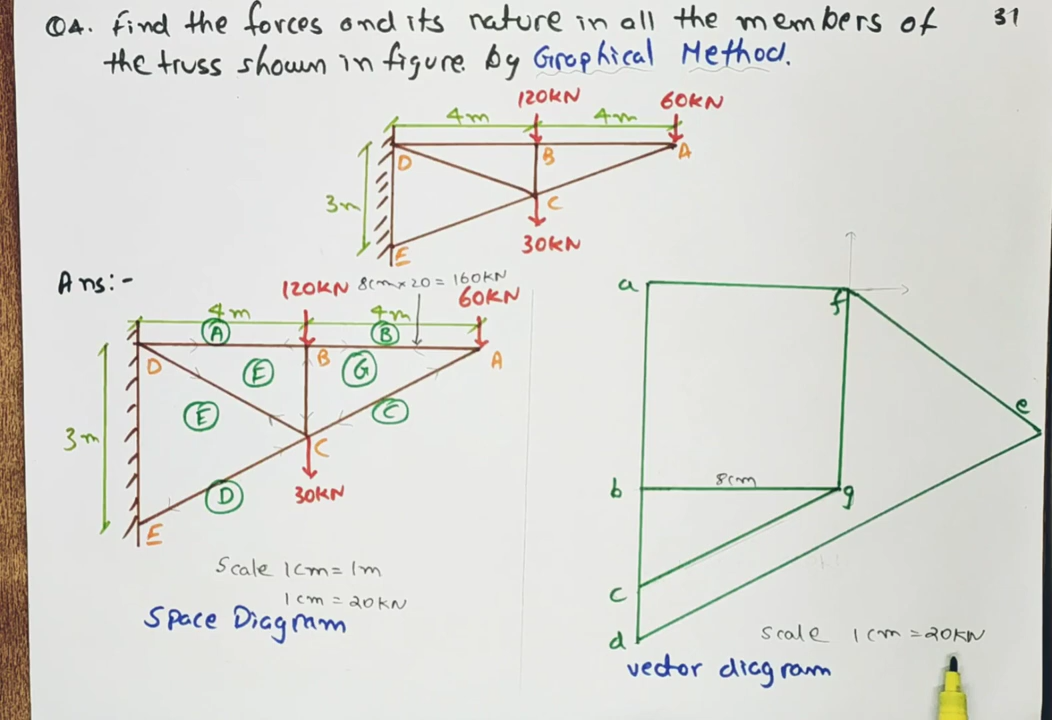 Q4. Find the forces and its nature in all the members of 31
the truss shown in figure by Graphical Method.
120KN 60KN
4m 4m
D B A
3m
C
E 30KN
Ans:-
120KN 8cm×20 = 160KN
60KN
4m 4m
A B
D B A
E G
E C
3m C
D 30KN
E
Scale 1cm = 1m
1cm = 20KN
Space Diagram
a f
e
b 8cm g
c
d
Scale 1cm = 20KN
vector diagram